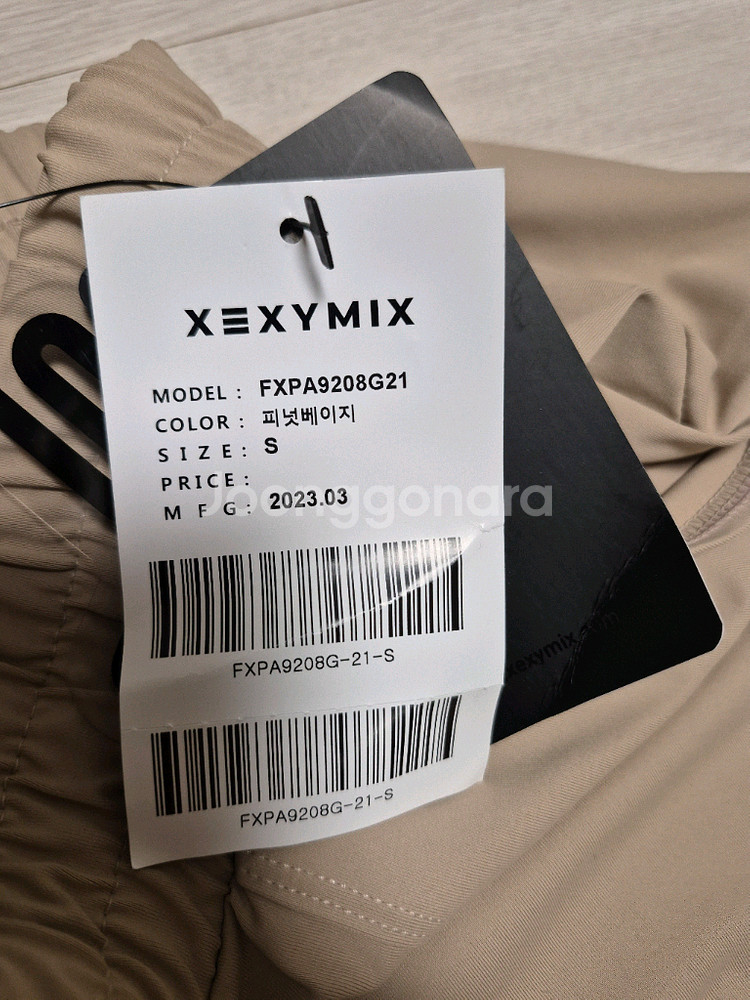 XEXYMIX
MODEL : FXPA9208G21
COLOR : 피넛베이지
SIZE : S
PRICE :
MFG : 2023.03
Joonggonara
FXPA9208G-21-S
xexymix.com
FXPA9208G-21-S